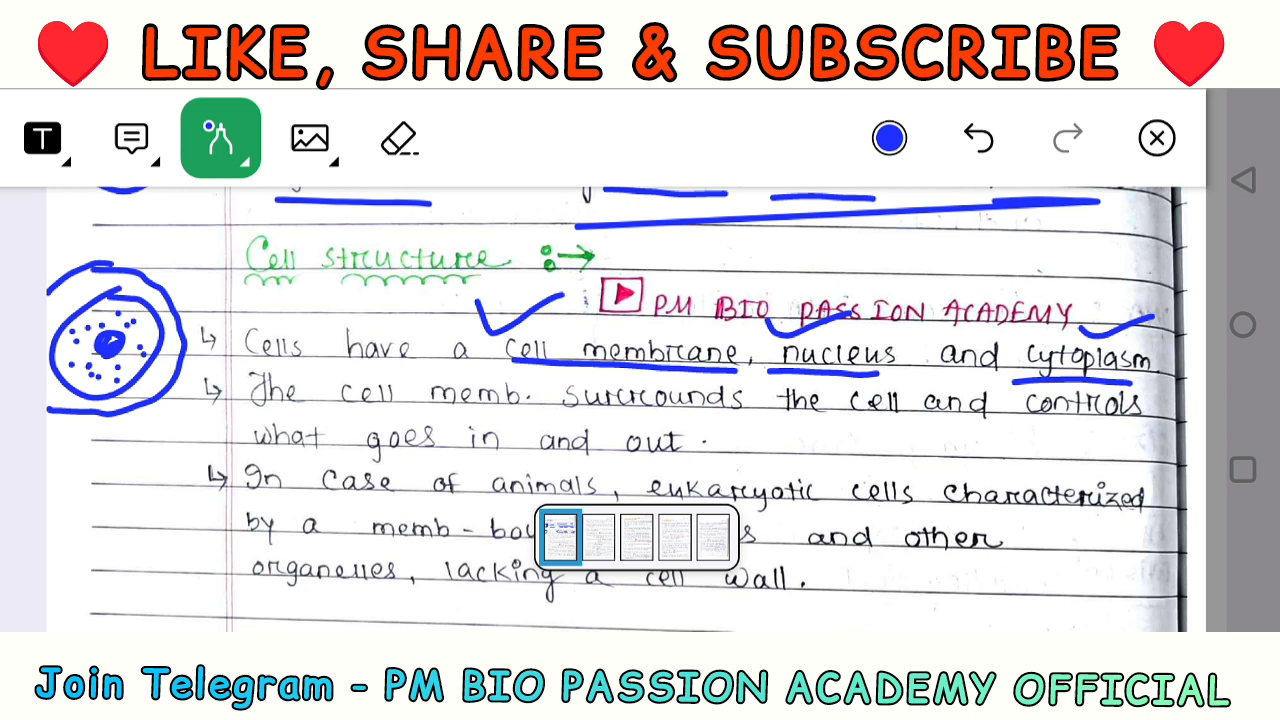 LIKE, SHARE & SUBSCRIBE
T
Cell structure :→
PM BIO PASSION ACADEMY
↳ Cells have a cell membrane, nucleus and cytoplasm.
↳ The cell memb. surrounds the cell and controls
what goes in and out.
↳ In case of animals, eukaryotic cells characterized
by a memb-bou and other
organelles, lacking a cell wall.
Join Telegram - PM BIO PASSION ACADEMY OFFICIAL